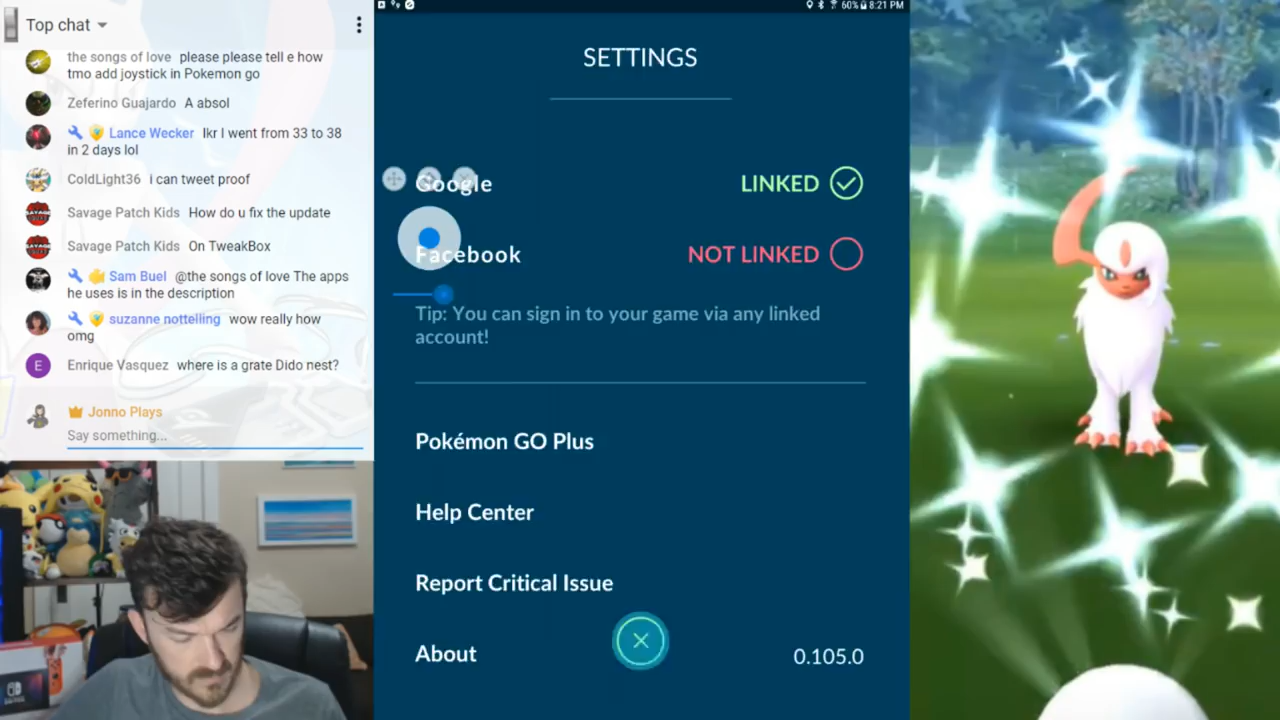 Top chat
the songs of love please please tell e how
tmo add joystick in Pokemon go
Zeferino Guajardo A absol
Lance Wecker Ikr I went from 33 to 38
in 2 days lol
ColdLight36 i can tweet proof
Savage Patch Kids How do u fix the update
Savage Patch Kids On TweakBox
Sam Buel @the songs of love The apps
he uses is in the description
suzanne nottelling wow really how
omg
E
Enrique Vasquez where is a grate Dido nest?
Jonno Plays
Say something...
60% 8:21 PM
SETTINGS
Google LINKED
Facebook NOT LINKED
Tip: You can sign in to your game via any linked
account!
Pokémon GO Plus
Help Center
Report Critical Issue
About 0.105.0